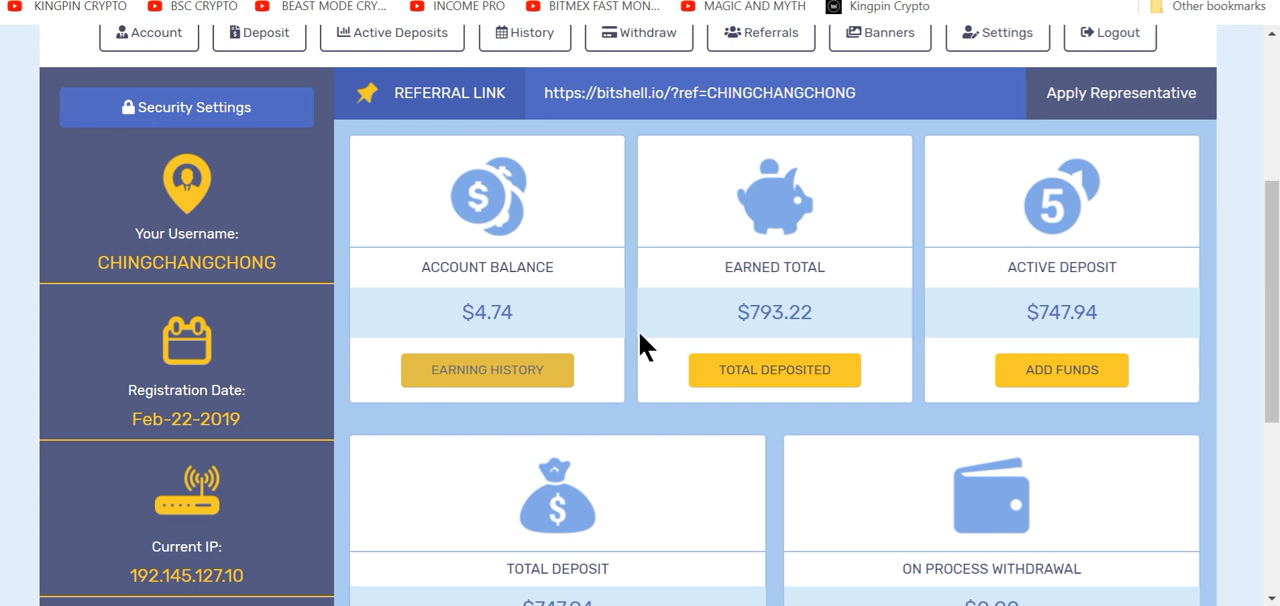 KINGPIN CRYPTO BSC CRYPTO BEAST MODE CRY... INCOME PRO BITMEX FAST MON... MAGIC AND MYTH Kingpin Crypto Other bookmarks
Account Deposit Active Deposits History Withdraw Referrals Banners Settings Logout
Security Settings
REFERRAL LINK https://bitshell.io/?ref=CHINGCHANGCHONG Apply Representative
Your Username:
CHINGCHANGCHONG
Registration Date:
Feb-22-2019
Current IP:
192.145.127.10
$ $
5
ACCOUNT BALANCE EARNED TOTAL ACTIVE DEPOSIT
$4.74 $793.22 $747.94
EARNING HISTORY TOTAL DEPOSITED ADD FUNDS
$
TOTAL DEPOSIT ON PROCESS WITHDRAWAL